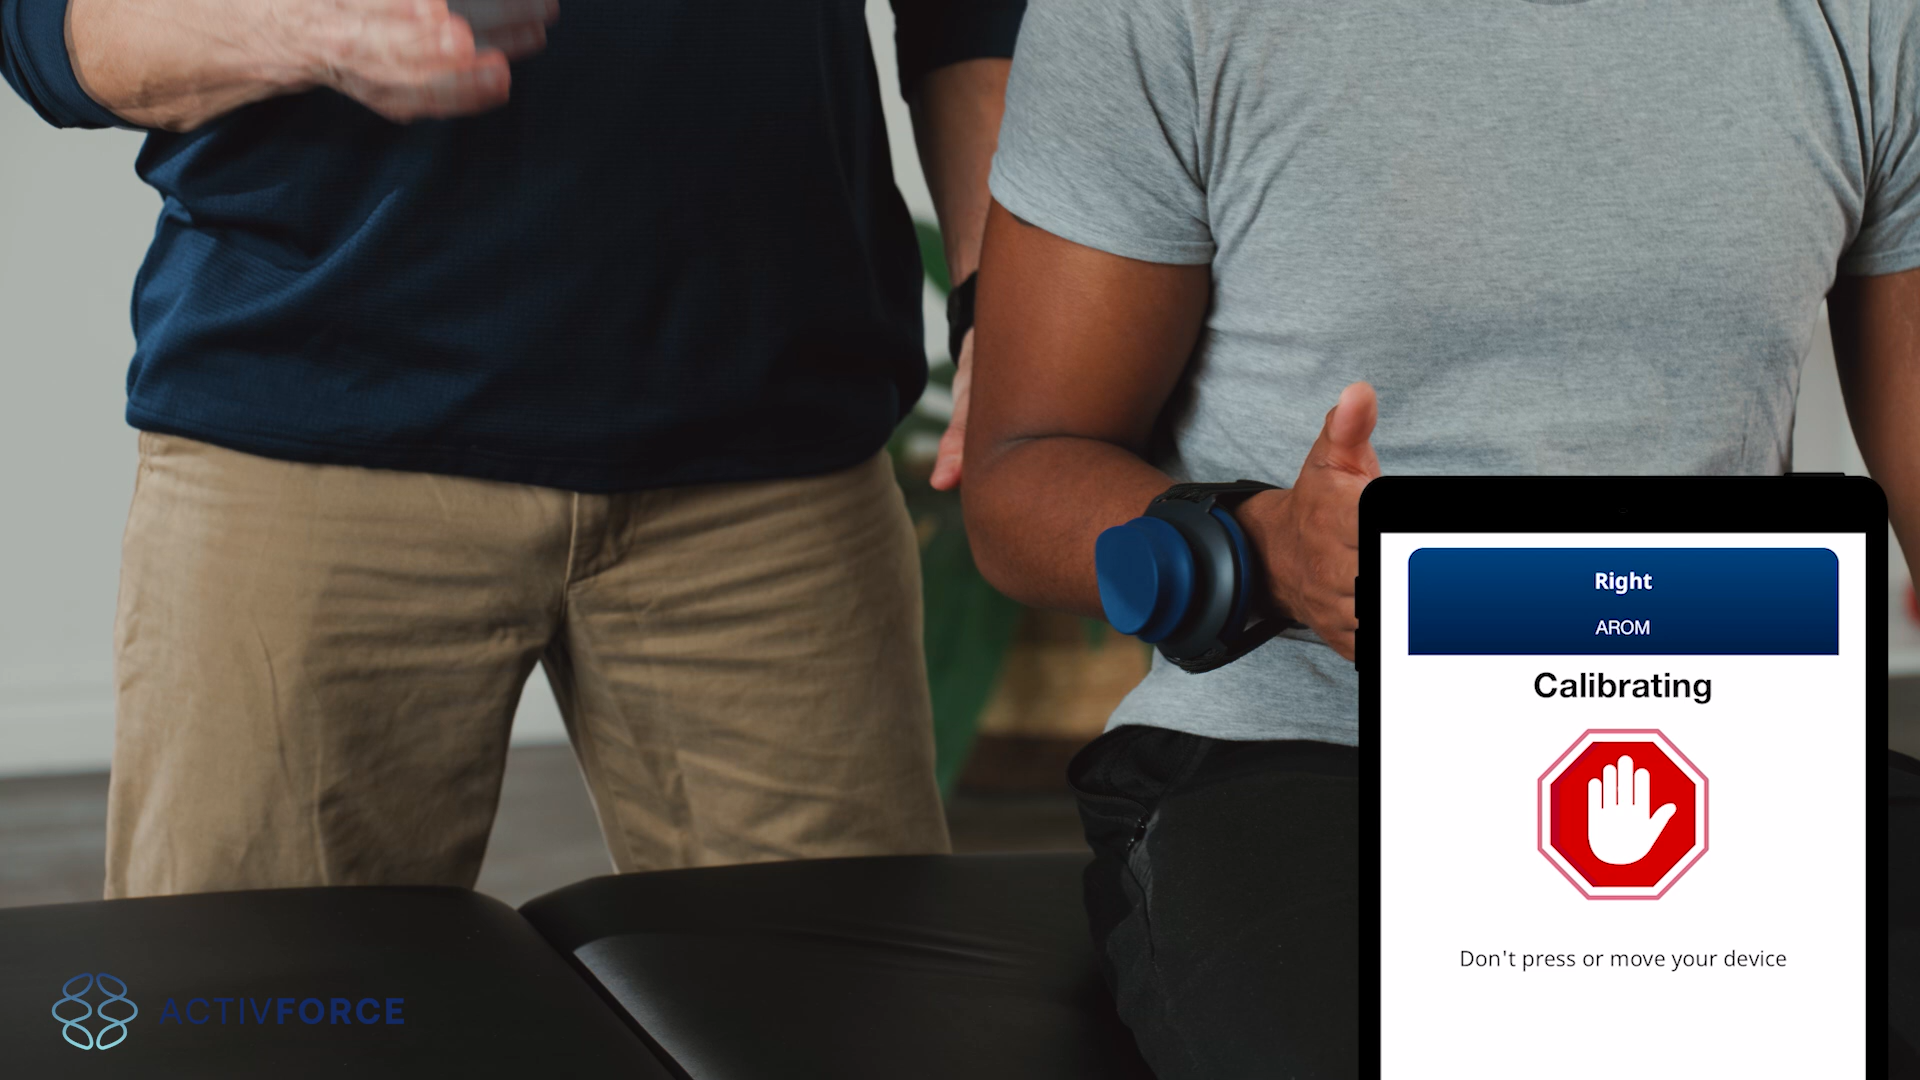 Right
AROM
Calibrating
Don't press or move your device
ACTIVFORCE